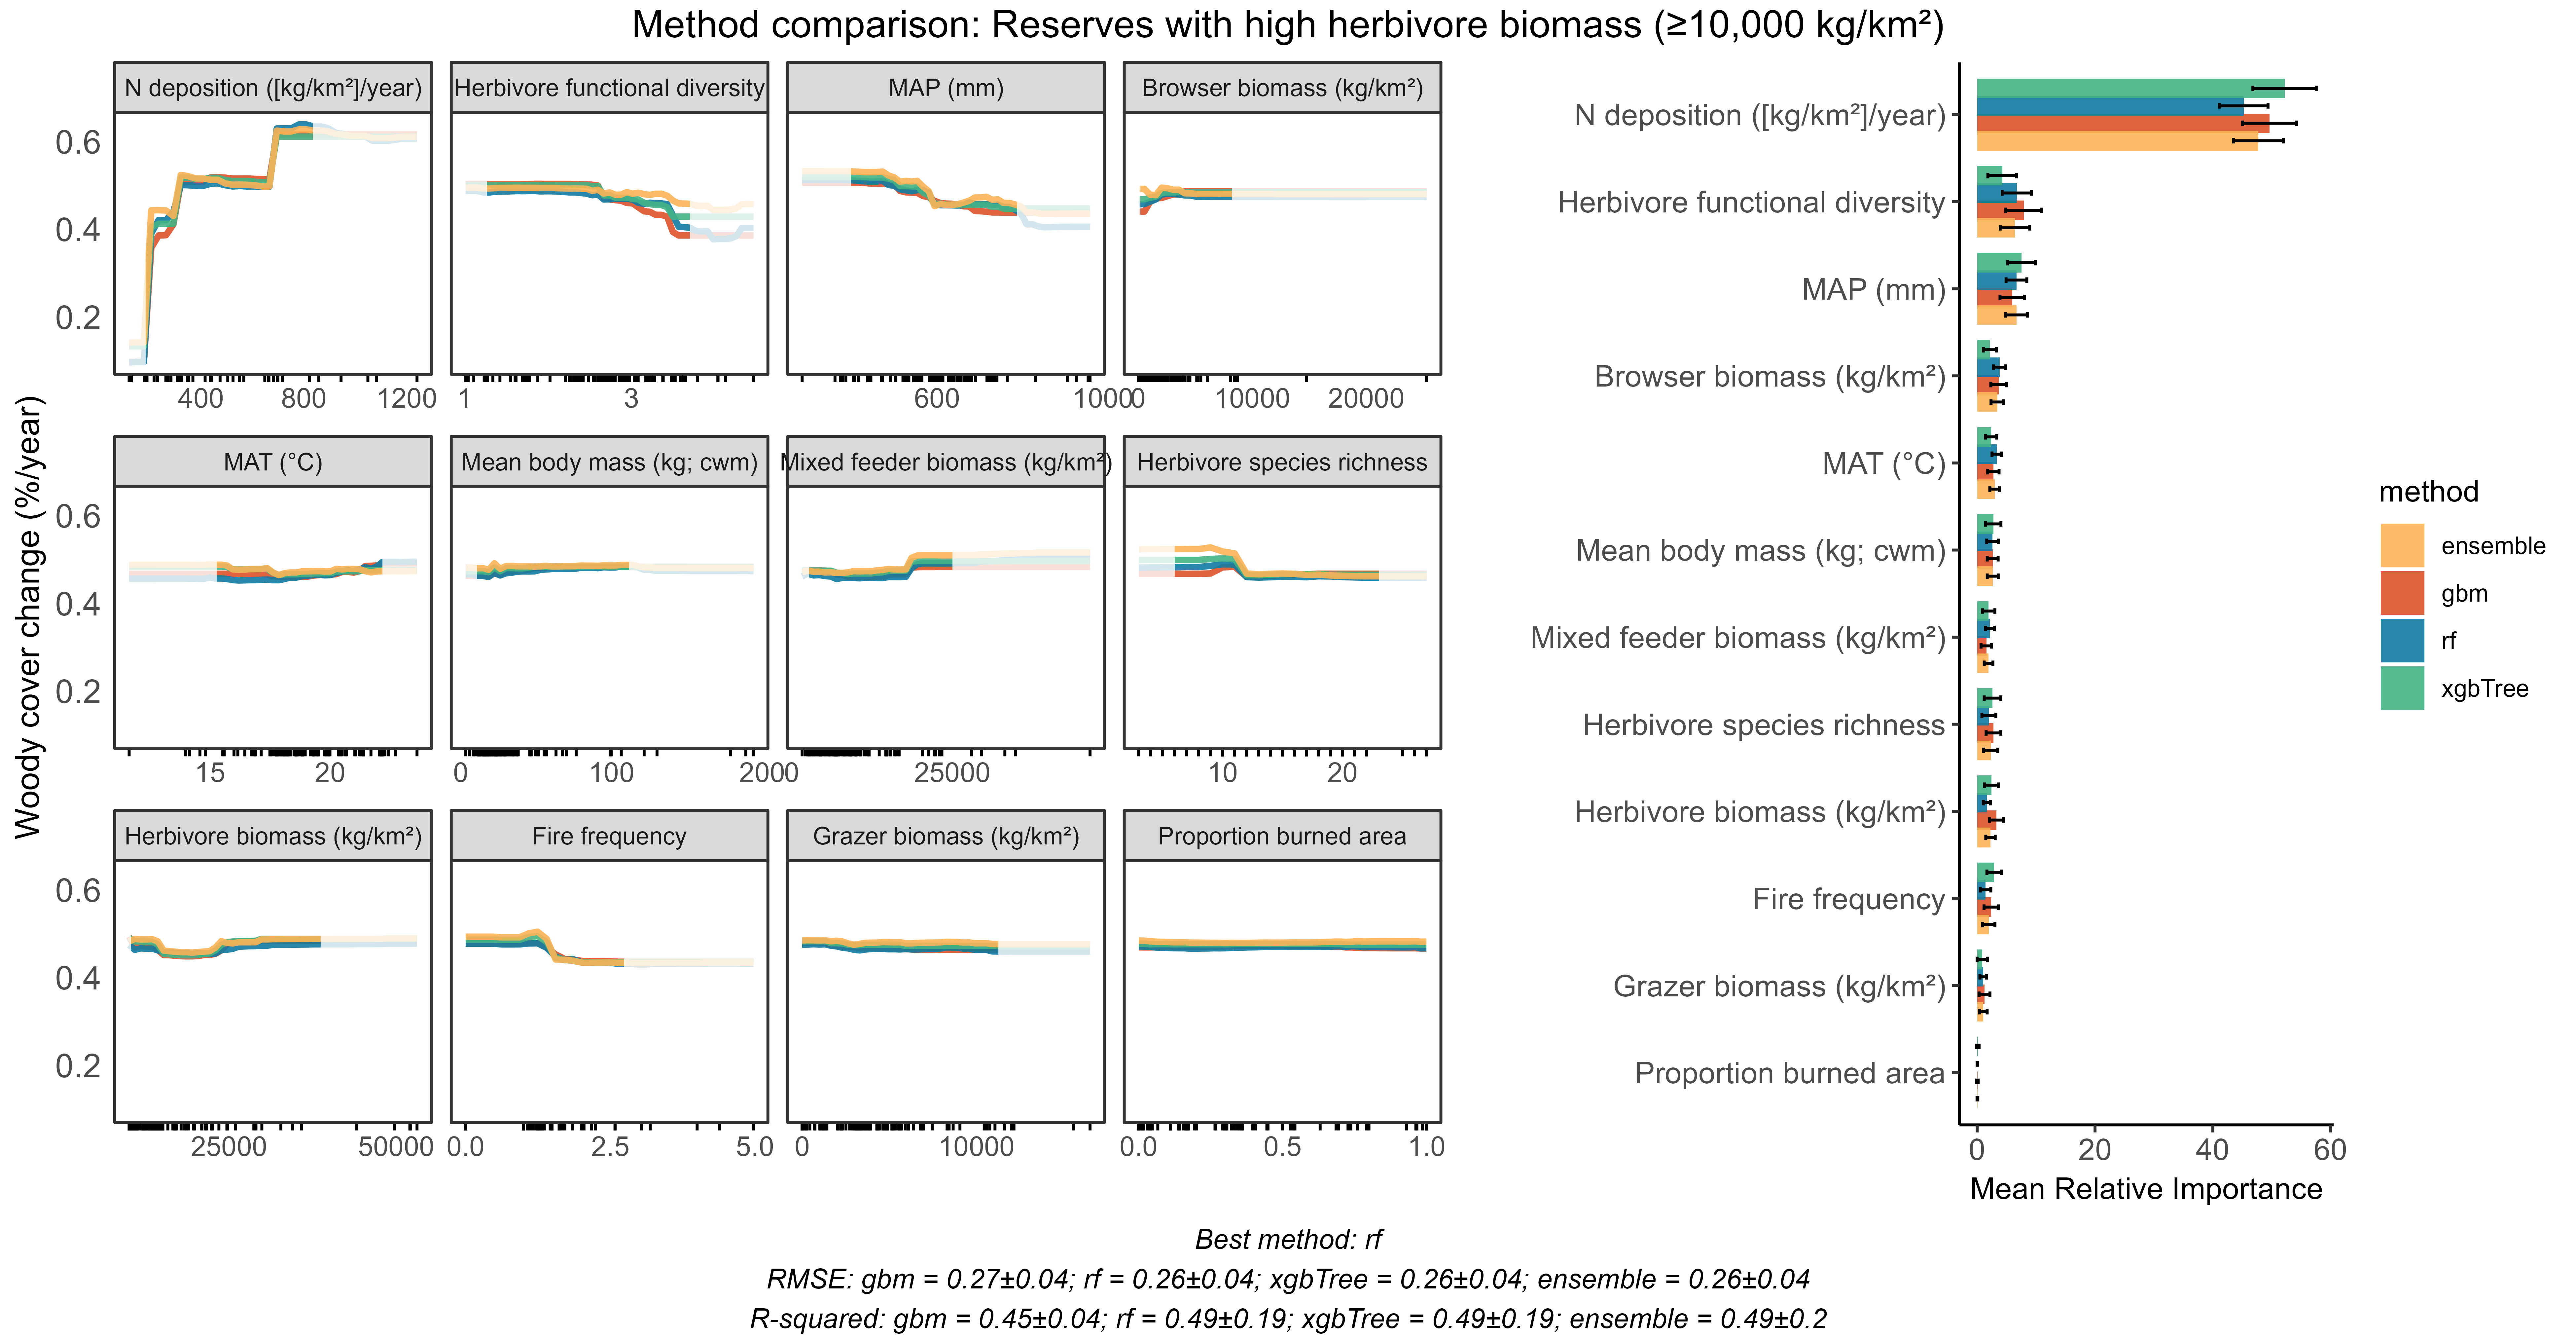 Method comparison: Reserves with high herbivore biomass (≥10,000 kg/km²)
Woody cover change (%/year)
N deposition ([kg/km²]/year)
Herbivore functional diversity
MAP (mm)
Browser biomass (kg/km²)
0.6
0.4
0.2
400 800 1200
1 3
600 1000
0 10000 20000
MAT (°C)
Mean body mass (kg; cwm)
Mixed feeder biomass (kg/km²)
Herbivore species richness
0.6
0.4
0.2
15 20
0 100 200
0 25000
10 20
Herbivore biomass (kg/km²)
Fire frequency
Grazer biomass (kg/km²)
Proportion burned area
0.6
0.4
0.2
25000 50000
0.0 2.5 5.0
0 10000
0.0 0.5 1.0
N deposition ([kg/km²]/year)
Herbivore functional diversity
MAP (mm)
Browser biomass (kg/km²)
MAT (°C)
Mean body mass (kg; cwm)
Mixed feeder biomass (kg/km²)
Herbivore species richness
Herbivore biomass (kg/km²)
Fire frequency
Grazer biomass (kg/km²)
Proportion burned area
0 20 40 60
Mean Relative Importance
method
ensemble
gbm
rf
xgbTree
Best method: rf
RMSE: gbm = 0.27±0.04; rf = 0.26±0.04; xgbTree = 0.26±0.04; ensemble = 0.26±0.04
R-squared: gbm = 0.45±0.04; rf = 0.49±0.19; xgbTree = 0.49±0.19; ensemble = 0.49±0.2